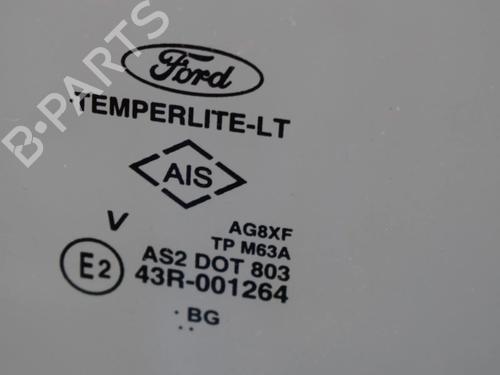 B-PARTS
Ford
TEMPERLITE-LT
AIS
V
AG8XF
TP M63A
E2
AS2 DOT 803
43R-001264
. BG
. .